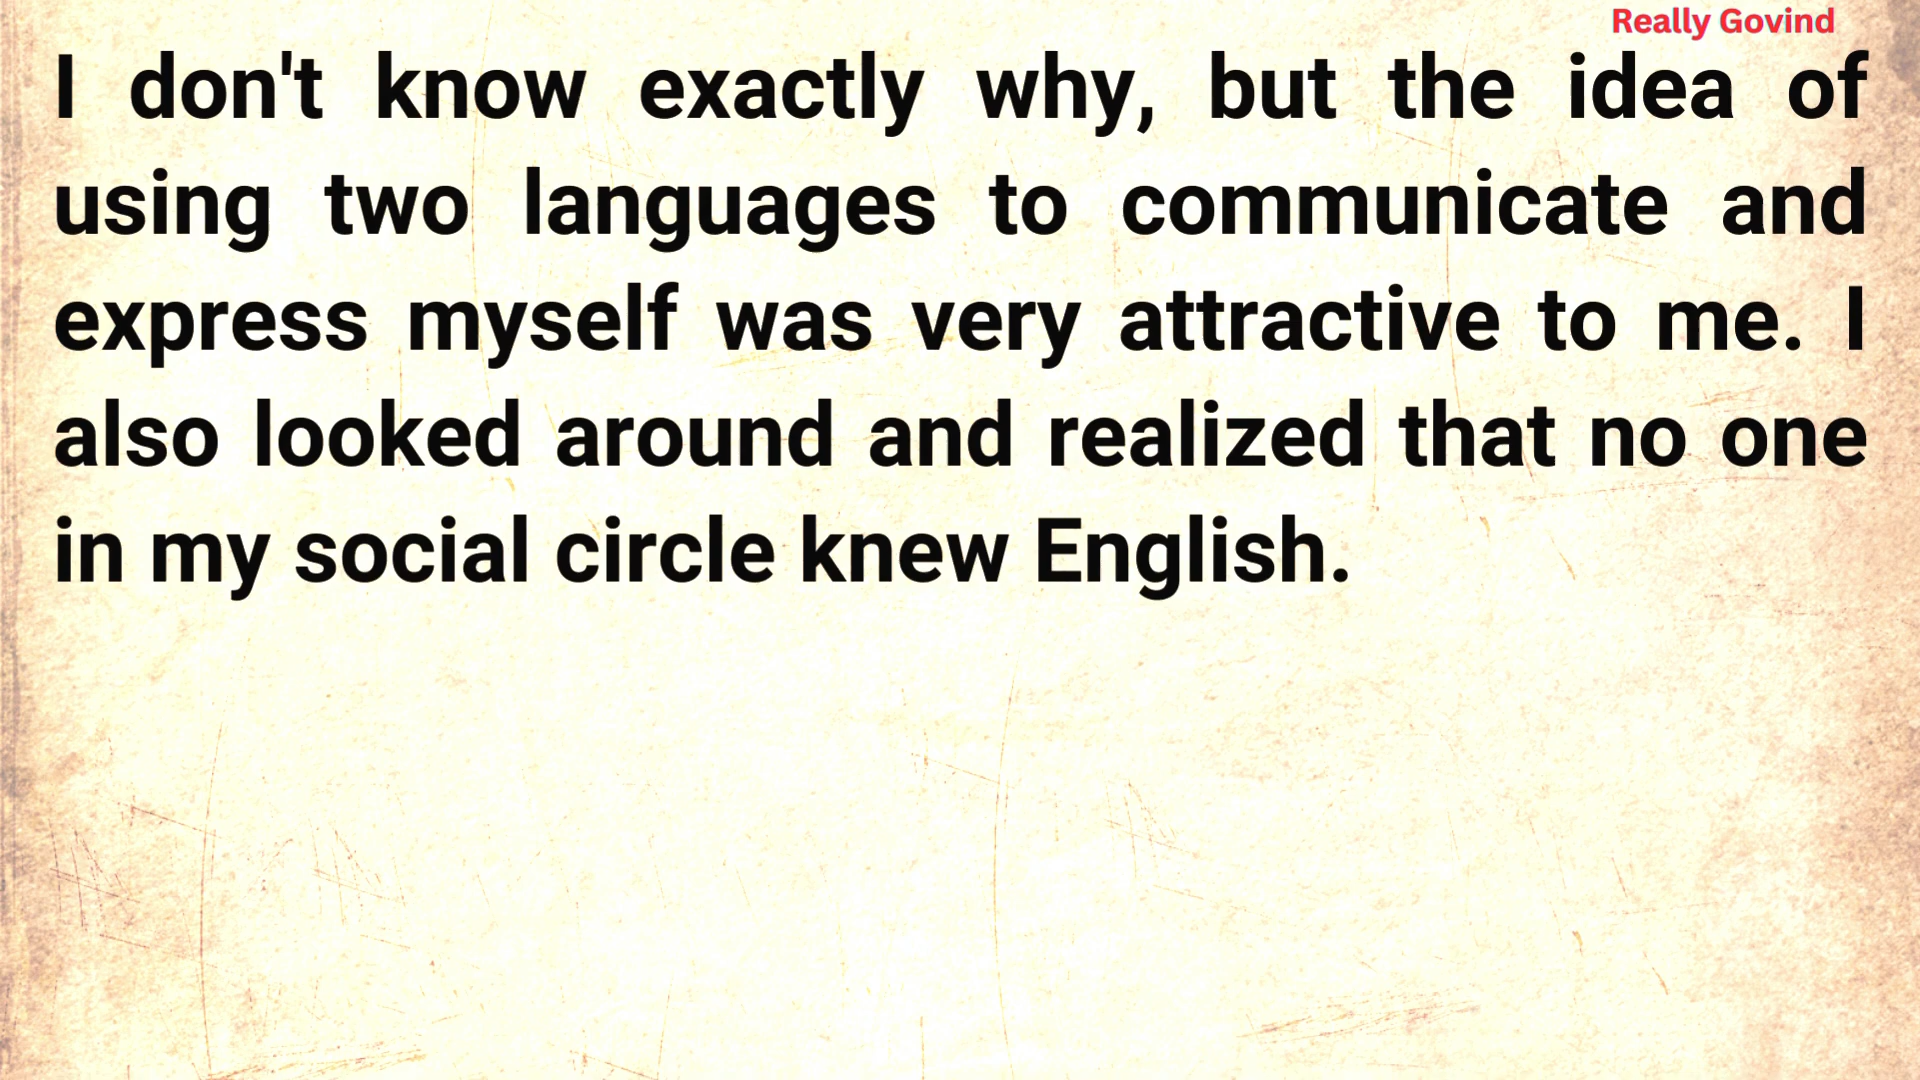 Really Govind
I don't know exactly why, but the idea of
using two languages to communicate and
express myself was very attractive to me. I
also looked around and realized that no one
in my social circle knew English.